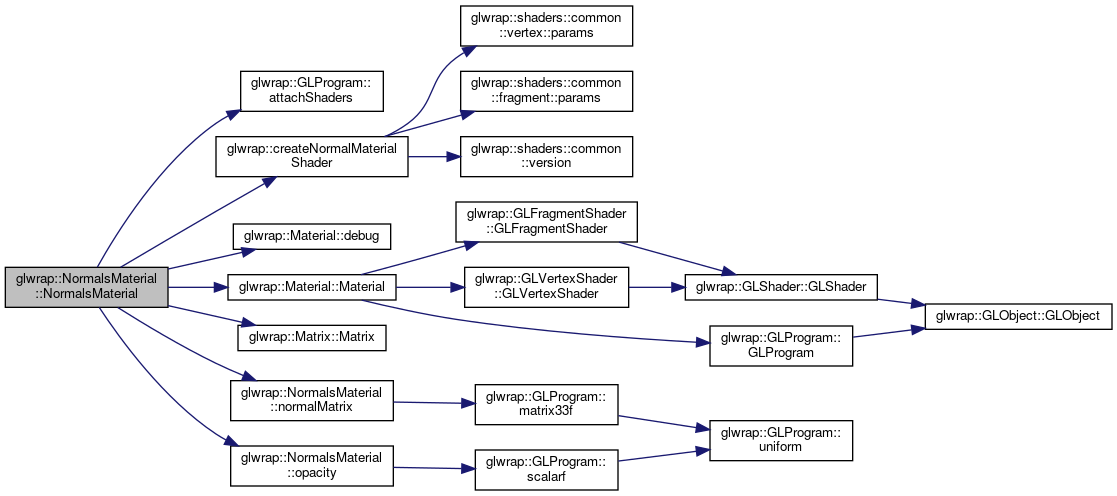 glwrap::NormalsMaterial
::NormalsMaterial
glwrap::GLProgram::
attachShaders
glwrap::createNormalMaterial
Shader
glwrap::shaders::common
::vertex::params
glwrap::shaders::common
::fragment::params
glwrap::shaders::common
::version
glwrap::Material::debug
glwrap::Material::Material
glwrap::GLFragmentShader
::GLFragmentShader
glwrap::GLVertexShader
::GLVertexShader
glwrap::GLShader::GLShader
glwrap::GLObject::GLObject
glwrap::GLProgram::
GLProgram
glwrap::Matrix::Matrix
glwrap::NormalsMaterial
::normalMatrix
glwrap::GLProgram::
matrix33f
glwrap::GLProgram::
uniform
glwrap::NormalsMaterial
::opacity
glwrap::GLProgram::
scalarf